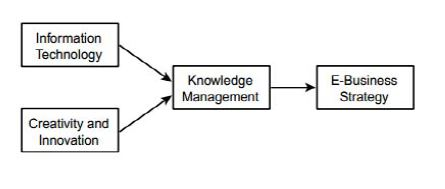 Information
Technology
Knowledge
Management
E-Business
Strategy
Creativity and
Innovation